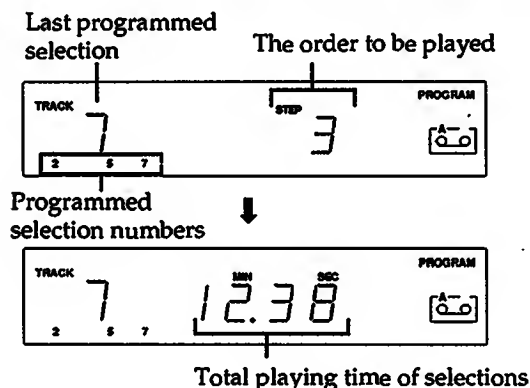 Last programmed
selection
The order to be played
TRACK
7
STEP
3
PROGRAM
A
2 5 7
Programmed
selection numbers
TRACK
7
MIN SEC
12.38
PROGRAM
A
2 5 7
Total playing time of selections